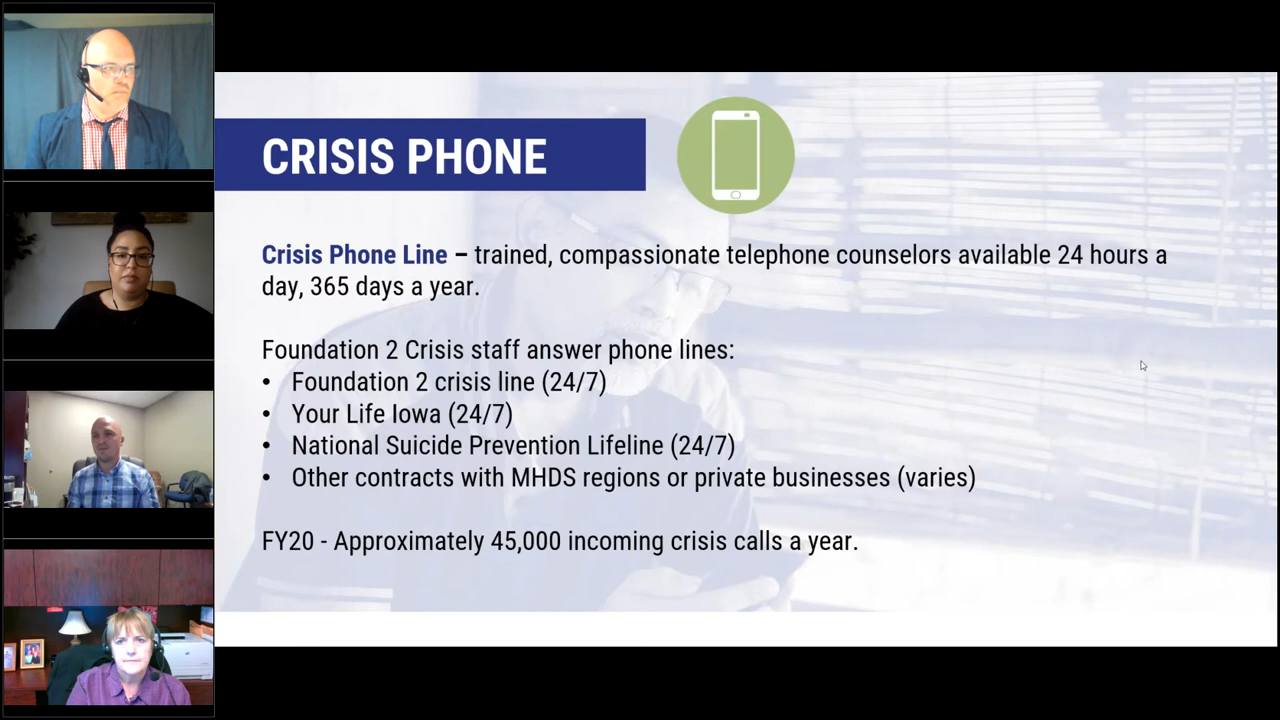 CRISIS PHONE
Crisis Phone Line – trained, compassionate telephone counselors available 24 hours a
day, 365 days a year.
Foundation 2 Crisis staff answer phone lines:
• Foundation 2 crisis line (24/7)
• Your Life Iowa (24/7)
• National Suicide Prevention Lifeline (24/7)
• Other contracts with MHDS regions or private businesses (varies)
FY20 - Approximately 45,000 incoming crisis calls a year.